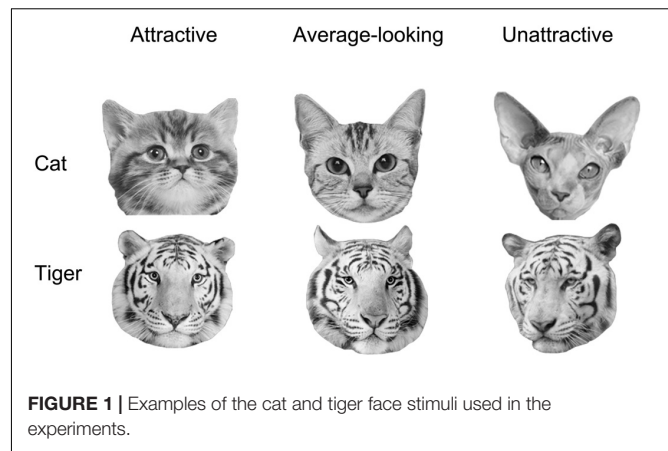 Attractive Average-looking Unattractive
Cat
Tiger
FIGURE 1 | Examples of the cat and tiger face stimuli used in the
experiments.